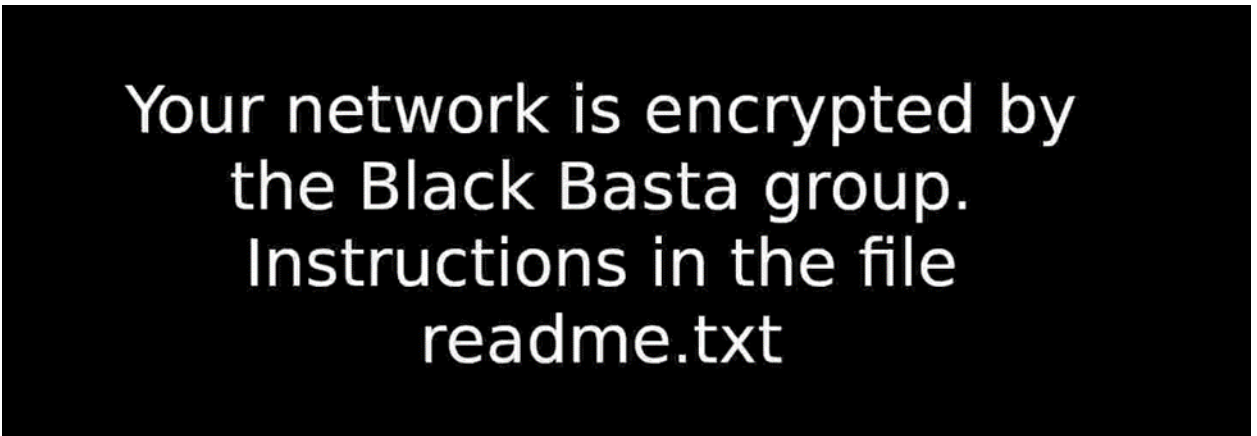 Your network is encrypted by
the Black Basta group.
Instructions in the file
readme.txt